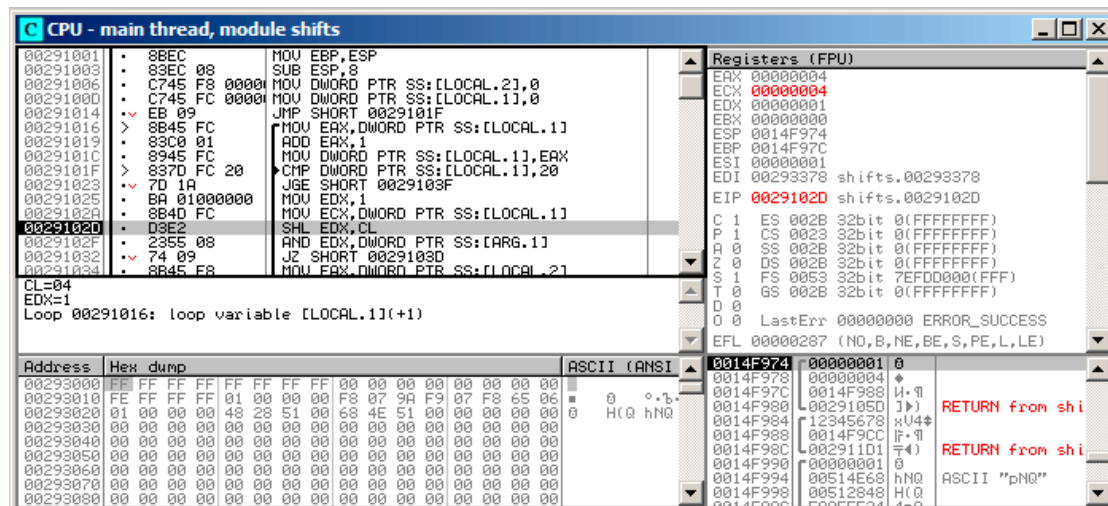 C CPU - main thread, module shifts
00291001 · 8BEC MOV EBP,ESP
00291003 · 83EC 08 SUB ESP,8
00291006 · C745 F8 0000 MOV DWORD PTR SS:[LOCAL.2],0
0029100D · C745 FC 0000 MOV DWORD PTR SS:[LOCAL.1],0
00291014 · EB 09 JMP SHORT 0029101F
00291016 > 8B45 FC MOV EAX,DWORD PTR SS:[LOCAL.1]
00291019 · 83C0 01 ADD EAX,1
0029101C · 8945 FC MOV DWORD PTR SS:[LOCAL.1],EAX
0029101F > 837D FC 20 CMP DWORD PTR SS:[LOCAL.1],20
00291023 · 7D 1A JGE SHORT 0029103F
00291025 · BA 01000000 MOV EDX,1
0029102A · 8B4D FC MOV ECX,DWORD PTR SS:[LOCAL.1]
0029102D · D3E2 SHL EDX,CL
0029102F · 2355 08 AND EDX,DWORD PTR SS:[ARG.1]
00291032 · 74 09 JZ SHORT 0029103D
00291034 · 8B45 F8 MOV EAX,DWORD PTR SS:[LOCAL.2]
CL=04
EDX=1
Loop 00291016: loop variable [LOCAL.1](+1)
Registers (FPU)
EAX 00000004
ECX 00000004
EDX 00000001
EBX 00000000
ESP 0014F974
EBP 0014F97C
ESI 00000001
EDI 00293378 shifts.00293378
EIP 0029102D shifts.0029102D
C 1 ES 002B 32bit 0(FFFFFFFF)
P 1 CS 0023 32bit 0(FFFFFFFF)
A 0 SS 002B 32bit 0(FFFFFFFF)
Z 0 DS 002B 32bit 0(FFFFFFFF)
S 1 FS 0053 32bit 7EFDD000(FFF)
T 0 GS 002B 32bit 0(FFFFFFFF)
D 0
O 0 LastErr 00000000 ERROR_SUCCESS
EFL 00000287 (NO,B,NE,BE,S,PE,L,LE)
Address Hex dump ASCII (ANSI
00293000 FF FF FF FF FF FF FF FF 00 00 00 00 00 00 00 00
00293010 FE FF FF FF 01 00 00 00 F8 07 9A F9 07 F8 65 06
00293020 01 00 00 00 48 28 51 00 68 4E 51 00 00 00 00 00 H(Q hNQ
00293030 00 00 00 00 00 00 00 00 00 00 00 00 00 00 00 00
00293040 00 00 00 00 00 00 00 00 00 00 00 00 00 00 00 00
00293050 00 00 00 00 00 00 00 00 00 00 00 00 00 00 00 00
00293060 00 00 00 00 00 00 00 00 00 00 00 00 00 00 00 00
00293070 00 00 00 00 00 00 00 00 00 00 00 00 00 00 00 00
00293080 00 00 00 00 00 00 00 00 00 00 00 00 00 00 00 00
0014F974 00000001
0014F978 00000004 ♦
0014F97C 0014F988
0014F980 0029105D RETURN from shi
0014F984 12345678 xV4‡
0014F988 0014F9CC
0014F98C 002911D1 RETURN from shi
0014F990 00000001
0014F994 00514E68 hNQ ASCII "pNQ"
0014F998 00512848 H(Q